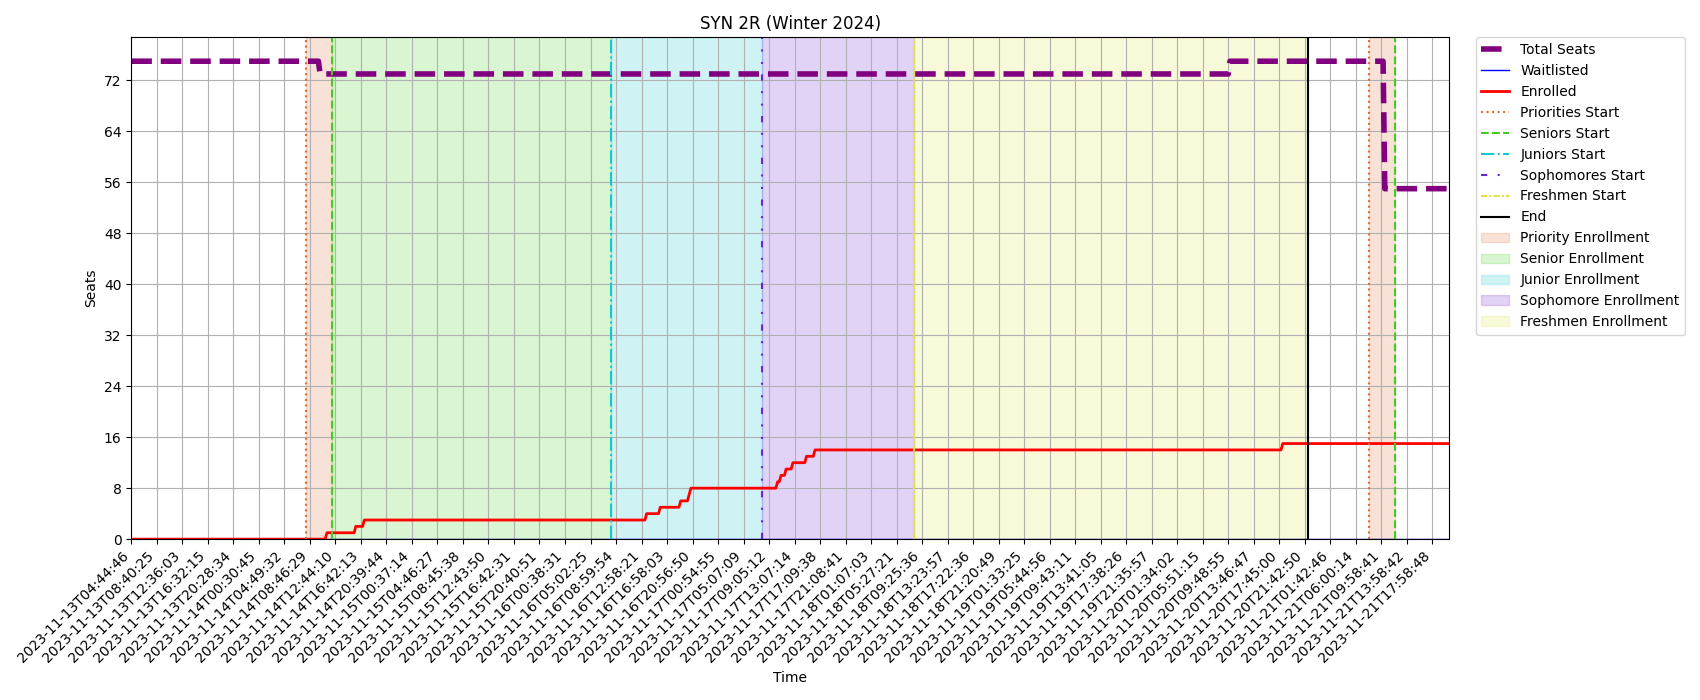 SYN 2R (Winter 2024)
Seats
72
64
56
48
40
32
24
16
8
0
2023-11-13T04:44:46
2023-11-13T08:40:25
2023-11-13T12:36:03
2023-11-13T16:32:15
2023-11-13T20:28:34
2023-11-14T00:30:45
2023-11-14T04:49:32
2023-11-14T08:46:29
2023-11-14T12:44:10
2023-11-14T16:42:13
2023-11-14T20:39:44
2023-11-15T00:37:14
2023-11-15T04:46:27
2023-11-15T08:45:38
2023-11-15T12:43:50
2023-11-15T16:42:31
2023-11-15T20:40:51
2023-11-16T00:38:31
2023-11-16T05:02:25
2023-11-16T08:59:54
2023-11-16T12:58:21
2023-11-16T16:58:03
2023-11-16T20:56:50
2023-11-17T00:54:55
2023-11-17T05:07:09
2023-11-17T09:05:12
2023-11-17T13:07:14
2023-11-17T17:09:38
2023-11-17T21:08:41
2023-11-18T01:07:03
2023-11-18T05:27:21
2023-11-18T09:25:36
2023-11-18T13:23:57
2023-11-18T17:22:36
2023-11-18T21:20:49
2023-11-19T01:33:25
2023-11-19T05:44:56
2023-11-19T09:43:11
2023-11-19T13:41:05
2023-11-19T17:38:26
2023-11-19T21:35:57
2023-11-20T01:34:02
2023-11-20T05:51:15
2023-11-20T09:48:55
2023-11-20T13:46:47
2023-11-20T17:45:00
2023-11-20T21:42:50
2023-11-21T01:42:46
2023-11-21T06:00:14
2023-11-21T09:58:41
2023-11-21T13:58:42
2023-11-21T17:58:48
Time
Total Seats
Waitlisted
Enrolled
Priorities Start
Seniors Start
Juniors Start
Sophomores Start
Freshmen Start
End
Priority Enrollment
Senior Enrollment
Junior Enrollment
Sophomore Enrollment
Freshmen Enrollment